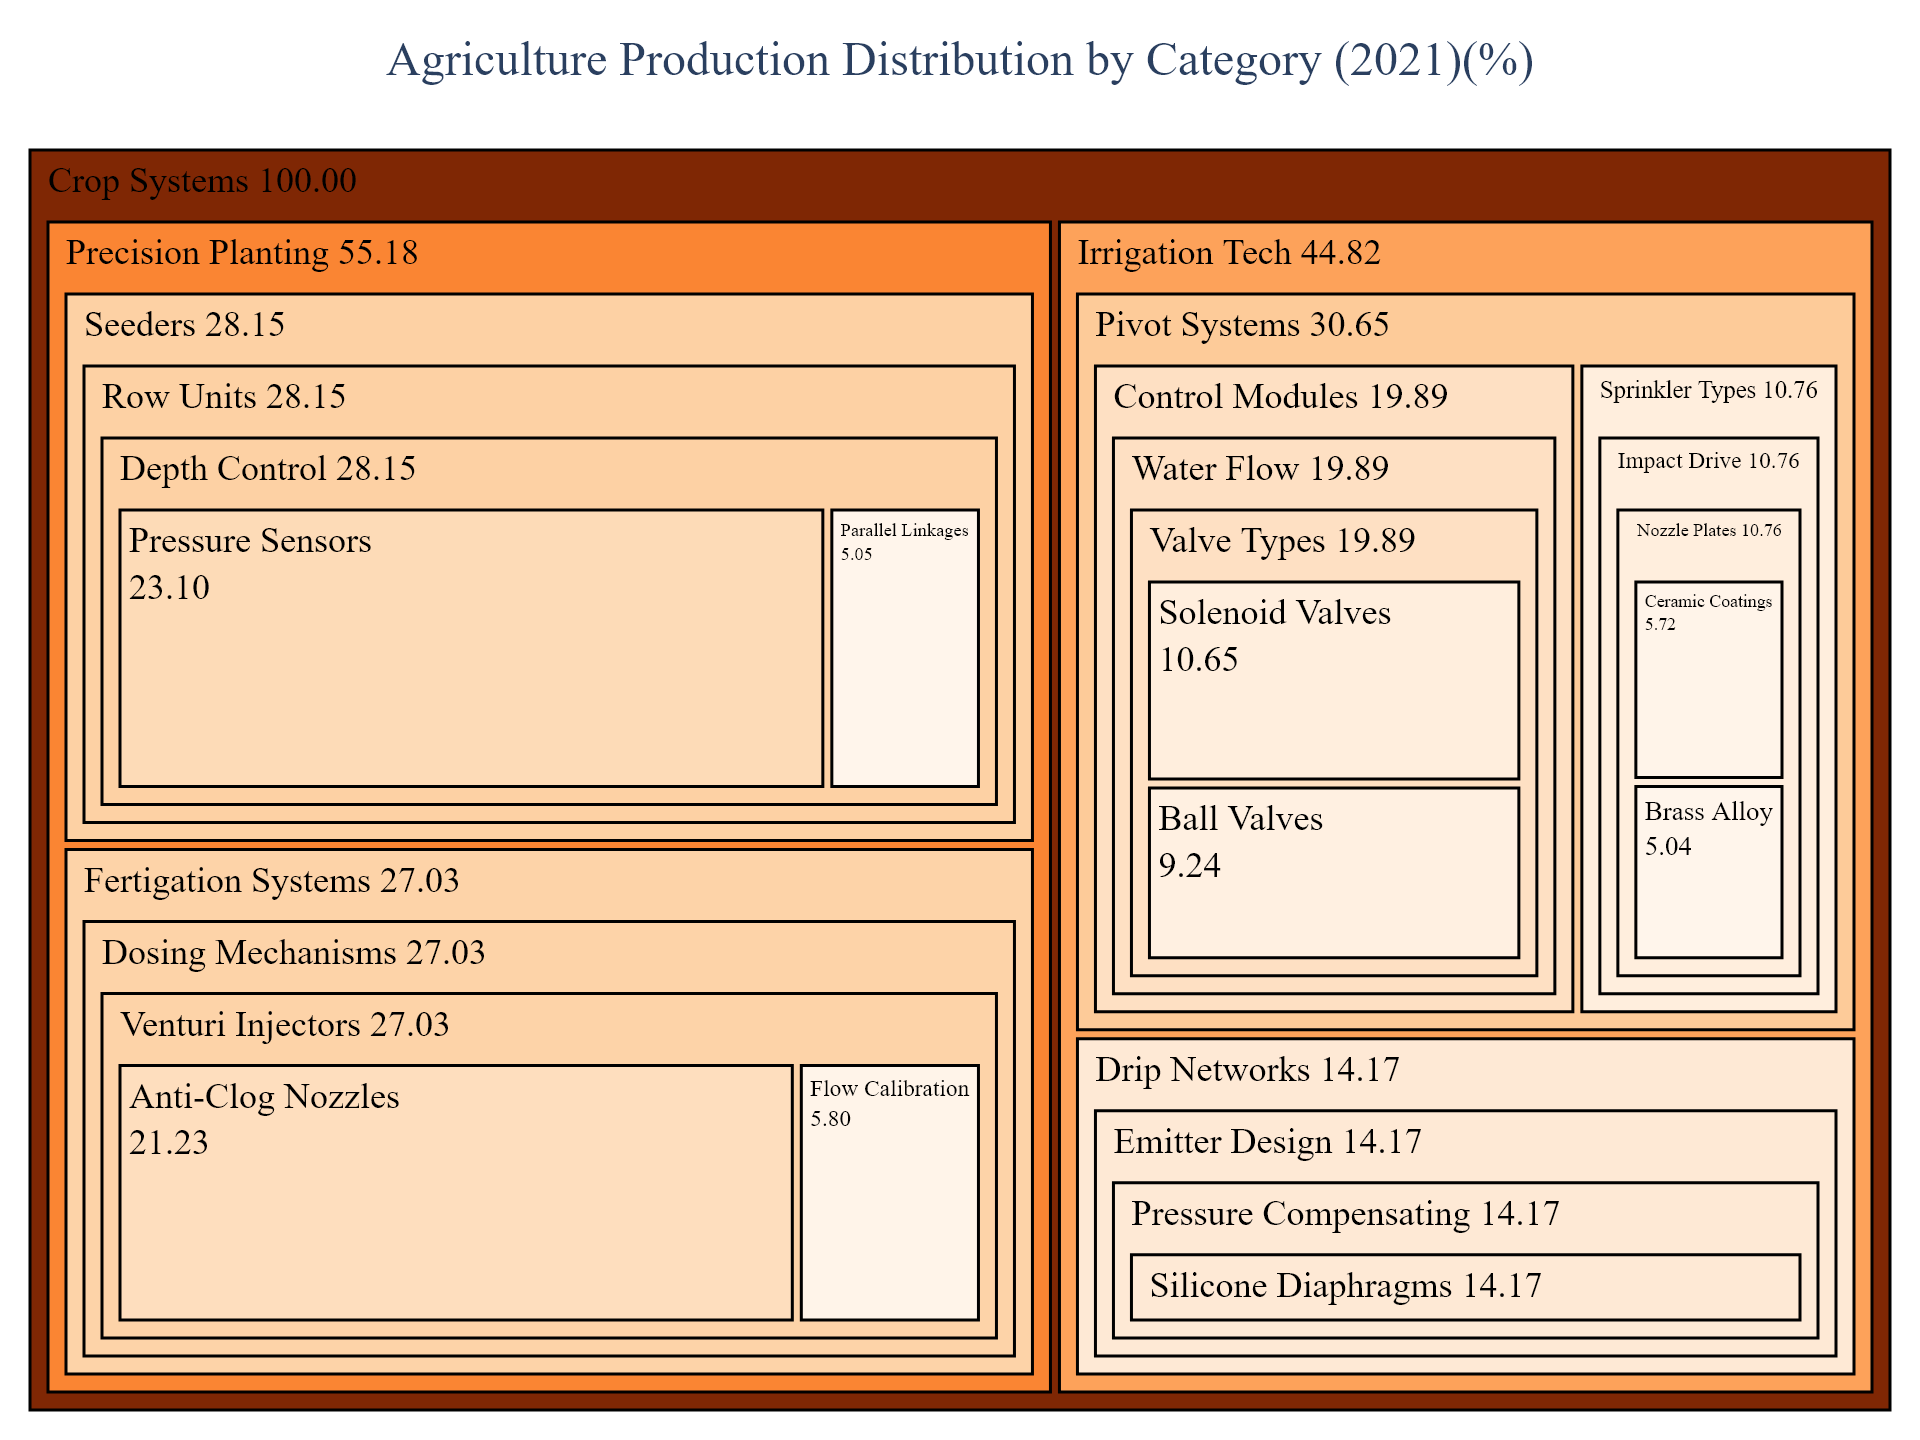 Agriculture Production Distribution by Category (2021)(%)
Crop Systems 100.00
Precision Planting 55.18
Seeders 28.15
Row Units 28.15
Depth Control 28.15
Pressure Sensors
23.10
Parallel Linkages
5.05
Fertigation Systems 27.03
Dosing Mechanisms 27.03
Venturi Injectors 27.03
Anti-Clog Nozzles
21.23
Flow Calibration
5.80
Irrigation Tech 44.82
Pivot Systems 30.65
Control Modules 19.89
Water Flow 19.89
Valve Types 19.89
Solenoid Valves
10.65
Ball Valves
9.24
Sprinkler Types 10.76
Impact Drive 10.76
Nozzle Plates 10.76
Ceramic Coatings
5.72
Brass Alloy
5.04
Drip Networks 14.17
Emitter Design 14.17
Pressure Compensating 14.17
Silicone Diaphragms 14.17